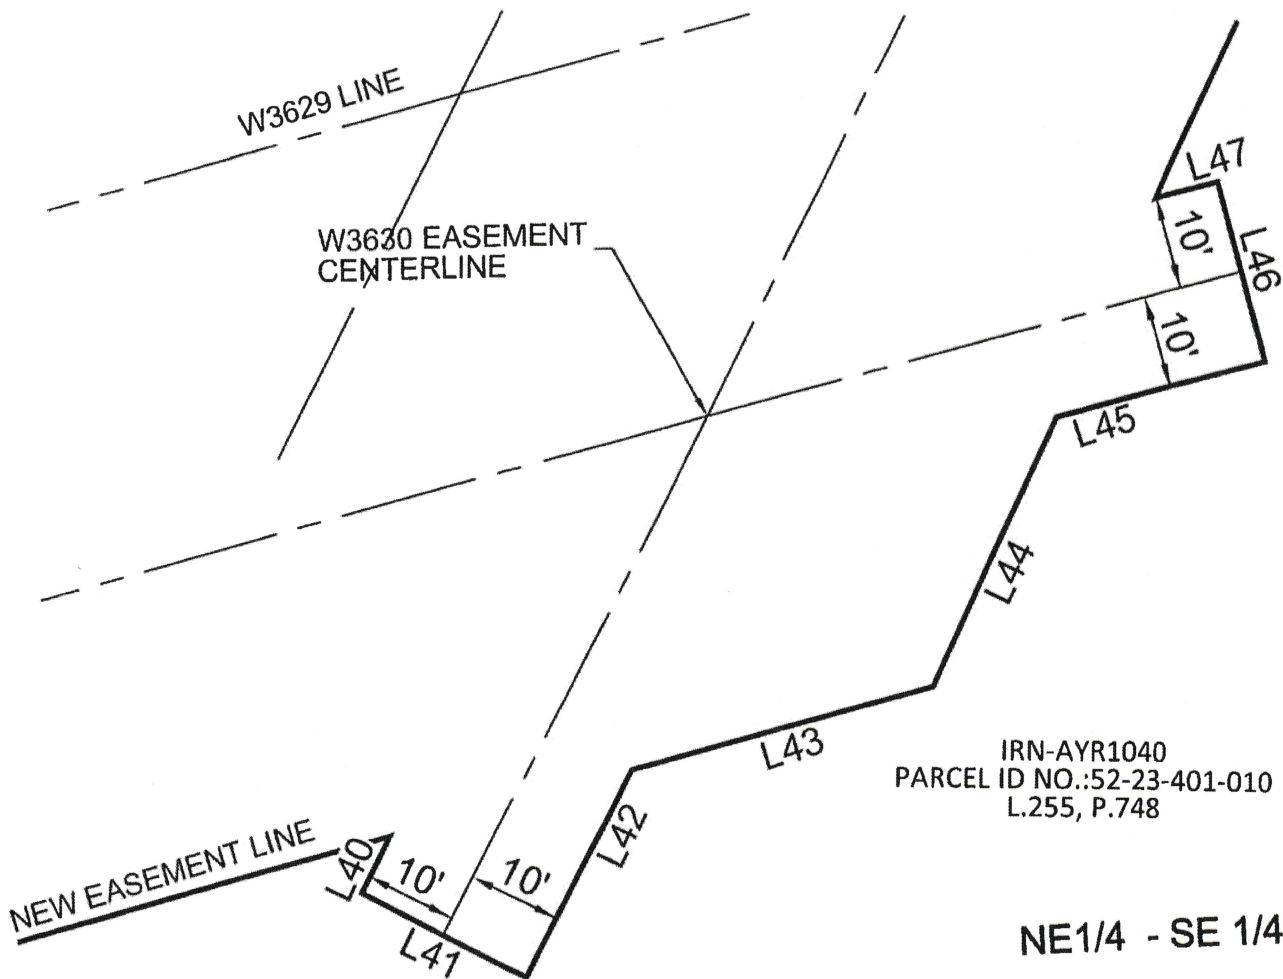 W3629 LINE
L47
10'
L46
W3630 EASEMENT
CENTERLINE
10'
L45
L44
L43
IRN-AYR1040
PARCEL ID NO.:52-23-401-010
L.255, P.748
L42
NEW EASEMENT LINE
L40
10'
10'
L41
NE1/4 - SE 1/4